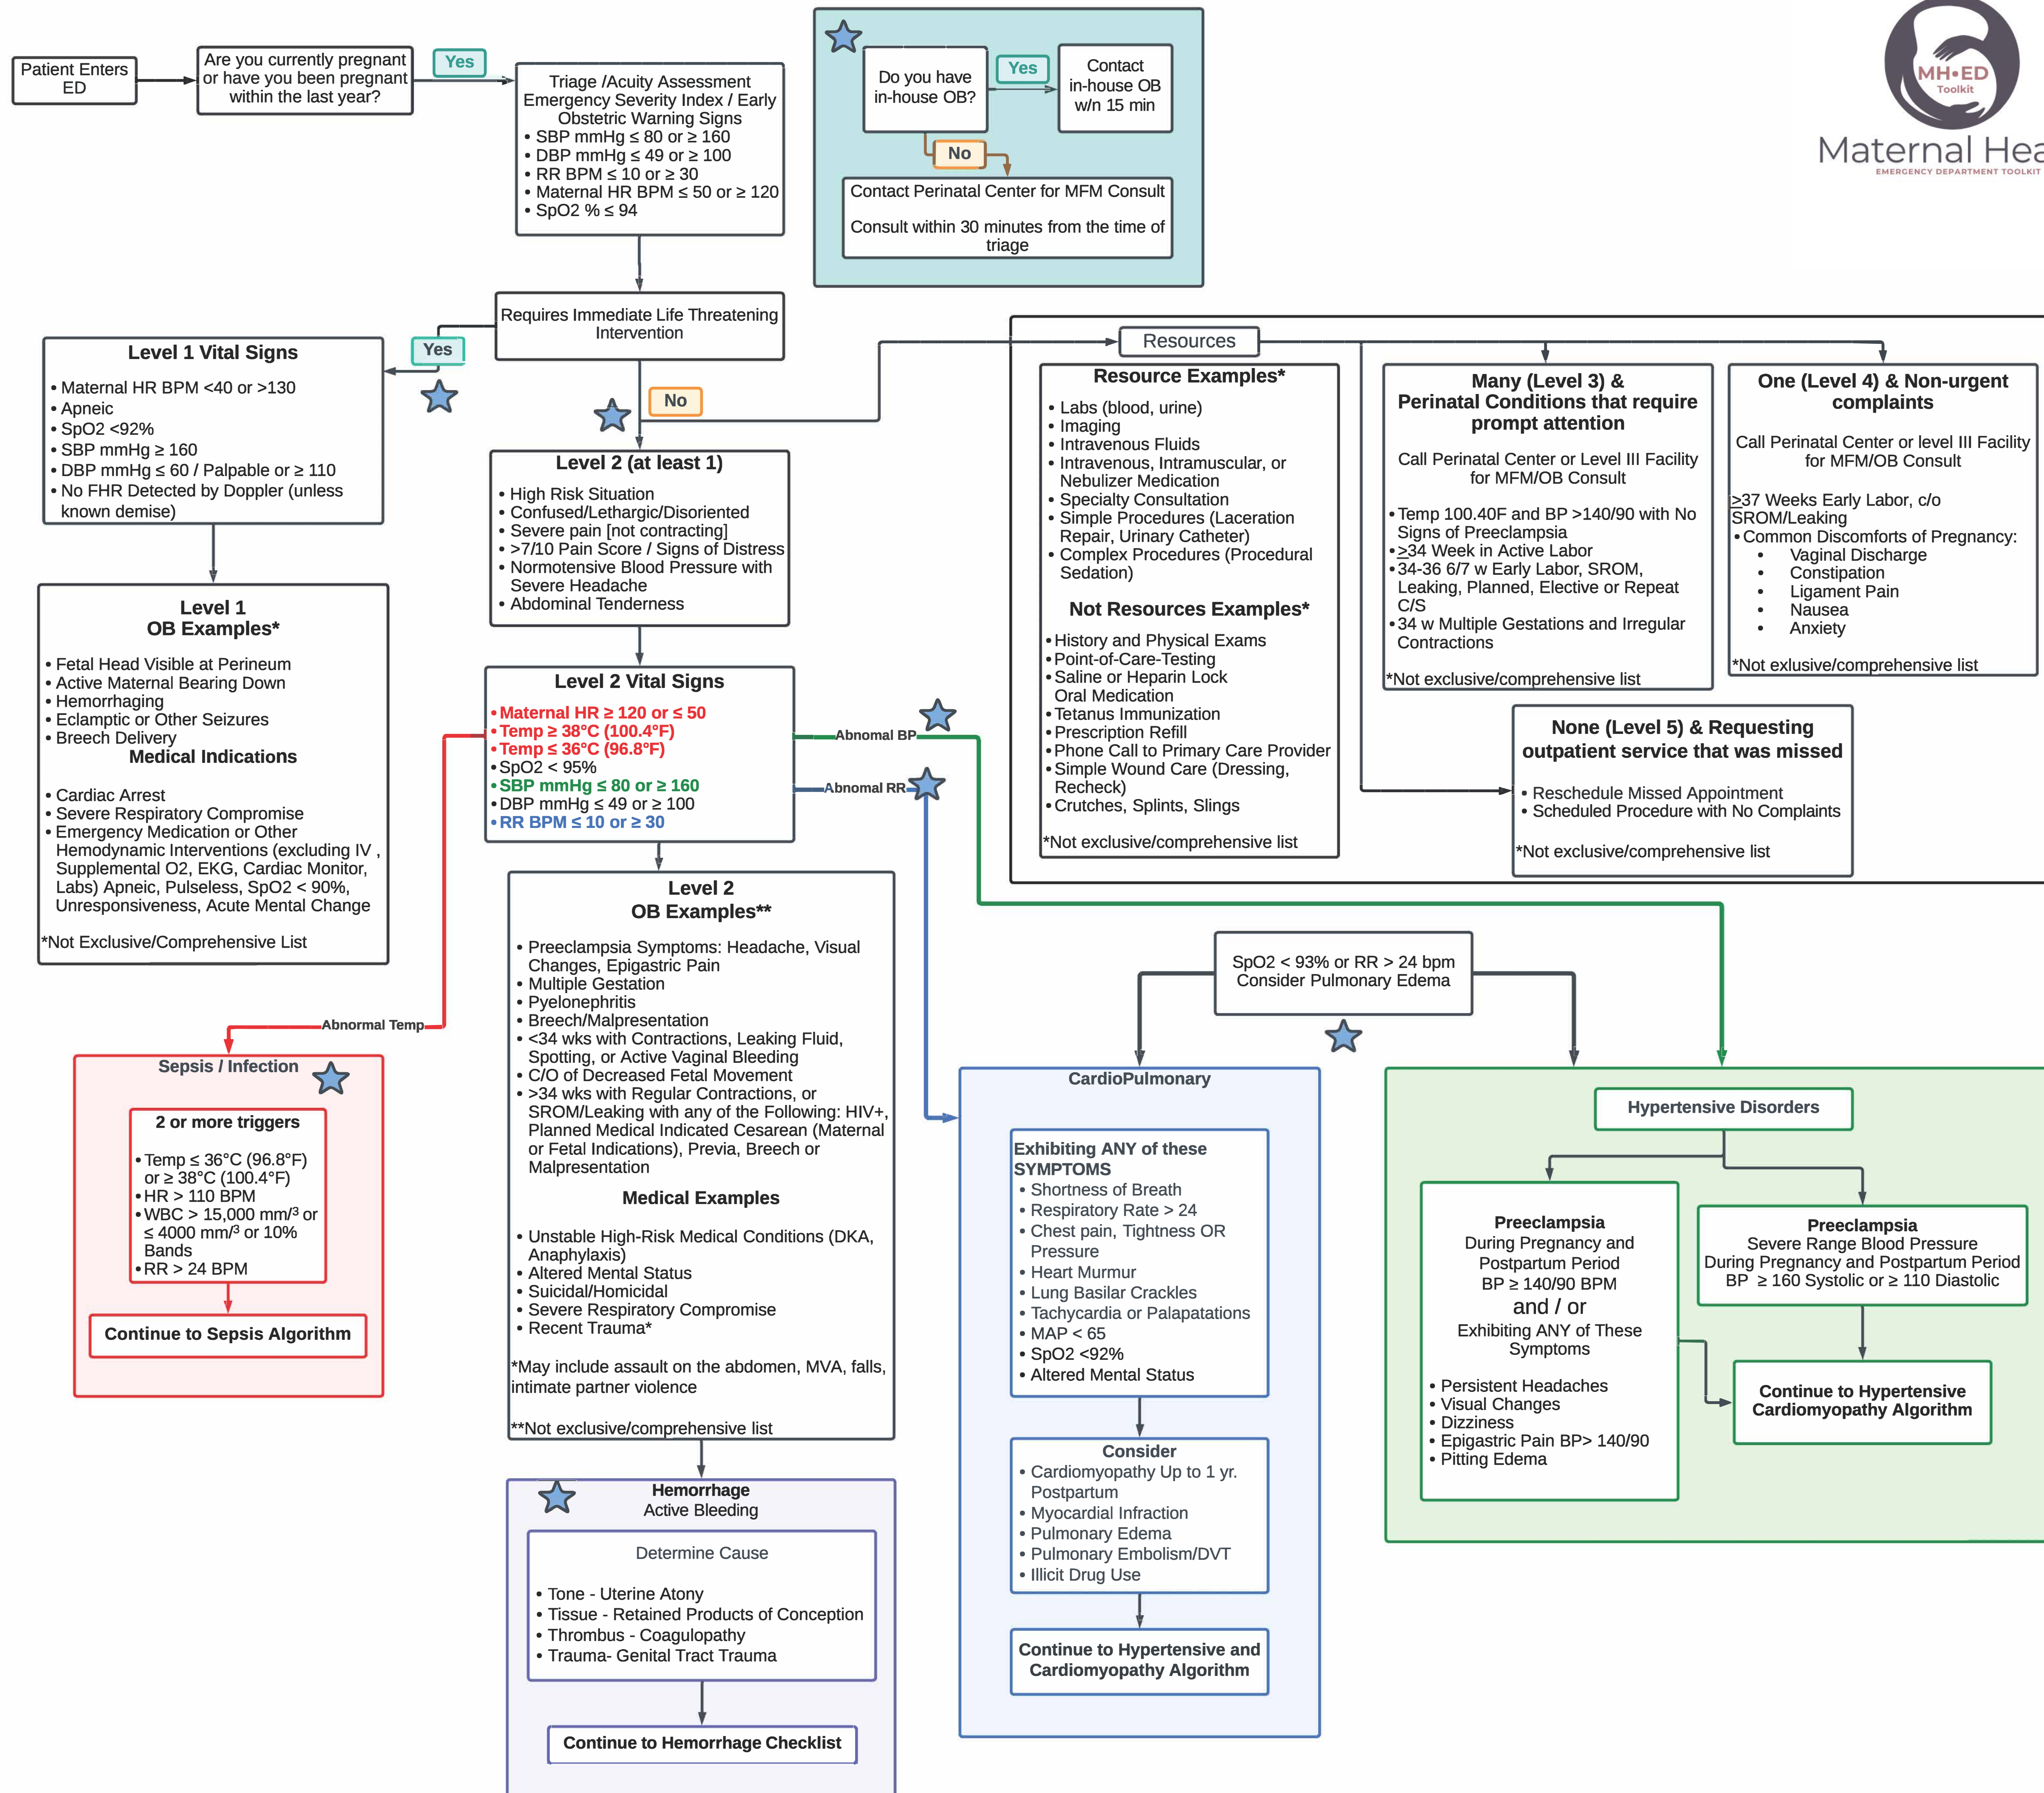 Patient Enters
ED
Are you currently pregnant
or have you been pregnant
within the last year?
Yes
Triage /Acuity Assessment
Emergency Severity Index / Early
Obstetric Warning Signs
• SBP mmHg ≤ 80 or ≥ 160
• DBP mmHg ≤ 49 or ≥ 100
• RR BPM ≤ 10 or ≥ 30
• Maternal HR BPM ≤ 50 or ≥ 120
• SpO2 % ≤ 94
Do you have
in-house OB?
Yes
Contact
in-house OB
w/n 15 min
No
Contact Perinatal Center for MFM Consult
Consult within 30 minutes from the time of
triage
MH•ED
Toolkit
Maternal Hea
EMERGENCY DEPARTMENT TOOLKIT
Requires Immediate Life Threatening
Intervention
Yes
No
Level 1 Vital Signs
• Maternal HR BPM <40 or >130
• Apneic
• SpO2 <92%
• SBP mmHg ≥ 160
• DBP mmHg ≤ 60 / Palpable or ≥ 110
• No FHR Detected by Doppler (unless
known demise)
Level 1
OB Examples*
• Fetal Head Visible at Perineum
• Active Maternal Bearing Down
• Hemorrhaging
• Eclamptic or Other Seizures
• Breech Delivery
Medical Indications
• Cardiac Arrest
• Severe Respiratory Compromise
• Emergency Medication or Other
Hemodynamic Interventions (excluding IV ,
Supplemental O2, EKG, Cardiac Monitor,
Labs) Apneic, Pulseless, SpO2 < 90%,
Unresponsiveness, Acute Mental Change
*Not Exclusive/Comprehensive List
Level 2 (at least 1)
• High Risk Situation
• Confused/Lethargic/Disoriented
• Severe pain [not contracting]
• >7/10 Pain Score / Signs of Distress
• Normotensive Blood Pressure with
Severe Headache
• Abdominal Tenderness
Level 2 Vital Signs
• Maternal HR ≥ 120 or ≤ 50
• Temp ≥ 38°C (100.4°F)
• Temp ≤ 36°C (96.8°F)
• SpO2 < 95%
• SBP mmHg ≤ 80 or ≥ 160
• DBP mmHg ≤ 49 or ≥ 100
• RR BPM ≤ 10 or ≥ 30
Abnomal BP
Abnomal RR
Abnormal Temp
Level 2
OB Examples**
• Preeclampsia Symptoms: Headache, Visual
Changes, Epigastric Pain
• Multiple Gestation
• Pyelonephritis
• Breech/Malpresentation
• <34 wks with Contractions, Leaking Fluid,
Spotting, or Active Vaginal Bleeding
• C/O of Decreased Fetal Movement
• >34 wks with Regular Contractions, or
SROM/Leaking with any of the Following: HIV+,
Planned Medical Indicated Cesarean (Maternal
or Fetal Indications), Previa, Breech or
Malpresentation
Medical Examples
• Unstable High-Risk Medical Conditions (DKA,
Anaphylaxis)
• Altered Mental Status
• Suicidal/Homicidal
• Severe Respiratory Compromise
• Recent Trauma*
*May include assault on the abdomen, MVA, falls,
intimate partner violence
**Not exclusive/comprehensive list
Resources
Resource Examples*
• Labs (blood, urine)
• Imaging
• Intravenous Fluids
• Intravenous, Intramuscular, or
Nebulizer Medication
• Specialty Consultation
• Simple Procedures (Laceration
Repair, Urinary Catheter)
• Complex Procedures (Procedural
Sedation)
Not Resources Examples*
• History and Physical Exams
• Point-of-Care-Testing
• Saline or Heparin Lock
Oral Medication
• Tetanus Immunization
• Prescription Refill
• Phone Call to Primary Care Provider
• Simple Wound Care (Dressing,
Recheck)
• Crutches, Splints, Slings
*Not exclusive/comprehensive list
Many (Level 3) &
Perinatal Conditions that require
prompt attention
Call Perinatal Center or Level III Facility
for MFM/OB Consult
• Temp 100.40F and BP >140/90 with No
Signs of Preeclampsia
• ≥34 Week in Active Labor
• 34-36 6/7 w Early Labor, SROM,
Leaking, Planned, Elective or Repeat
C/S
• 34 w Multiple Gestations and Irregular
Contractions
*Not exclusive/comprehensive list
One (Level 4) & Non-urgent
complaints
Call Perinatal Center or level III Facility
for MFM/OB Consult
≥37 Weeks Early Labor, c/o
SROM/Leaking
• Common Discomforts of Pregnancy:
• Vaginal Discharge
• Constipation
• Ligament Pain
• Nausea
• Anxiety
*Not exlusive/comprehensive list
None (Level 5) & Requesting
outpatient service that was missed
• Reschedule Missed Appointment
• Scheduled Procedure with No Complaints
*Not exclusive/comprehensive list
SpO2 < 93% or RR > 24 bpm
Consider Pulmonary Edema
Sepsis / Infection
2 or more triggers
• Temp ≤ 36°C (96.8°F)
or ≥ 38°C (100.4°F)
• HR > 110 BPM
• WBC > 15,000 mm/³ or
≤ 4000 mm/³ or 10%
Bands
• RR > 24 BPM
Continue to Sepsis Algorithm
Hemorrhage
Active Bleeding
Determine Cause
• Tone - Uterine Atony
• Tissue - Retained Products of Conception
• Thrombus - Coagulopathy
• Trauma- Genital Tract Trauma
Continue to Hemorrhage Checklist
CardioPulmonary
Exhibiting ANY of these
SYMPTOMS
• Shortness of Breath
• Respiratory Rate > 24
• Chest pain, Tightness OR
Pressure
• Heart Murmur
• Lung Basilar Crackles
• Tachycardia or Palapatations
• MAP < 65
• SpO2 <92%
• Altered Mental Status
Consider
• Cardiomyopathy Up to 1 yr.
Postpartum
• Myocardial Infraction
• Pulmonary Edema
• Pulmonary Embolism/DVT
• Illicit Drug Use
Continue to Hypertensive and
Cardiomyopathy Algorithm
Hypertensive Disorders
Preeclampsia
During Pregnancy and
Postpartum Period
BP ≥ 140/90 BPM
and / or
Exhibiting ANY of These
Symptoms
• Persistent Headaches
• Visual Changes
• Dizziness
• Epigastric Pain BP> 140/90
• Pitting Edema
Preeclampsia
Severe Range Blood Pressure
During Pregnancy and Postpartum Period
BP ≥ 160 Systolic or ≥ 110 Diastolic
Continue to Hypertensive
Cardiomyopathy Algorithm